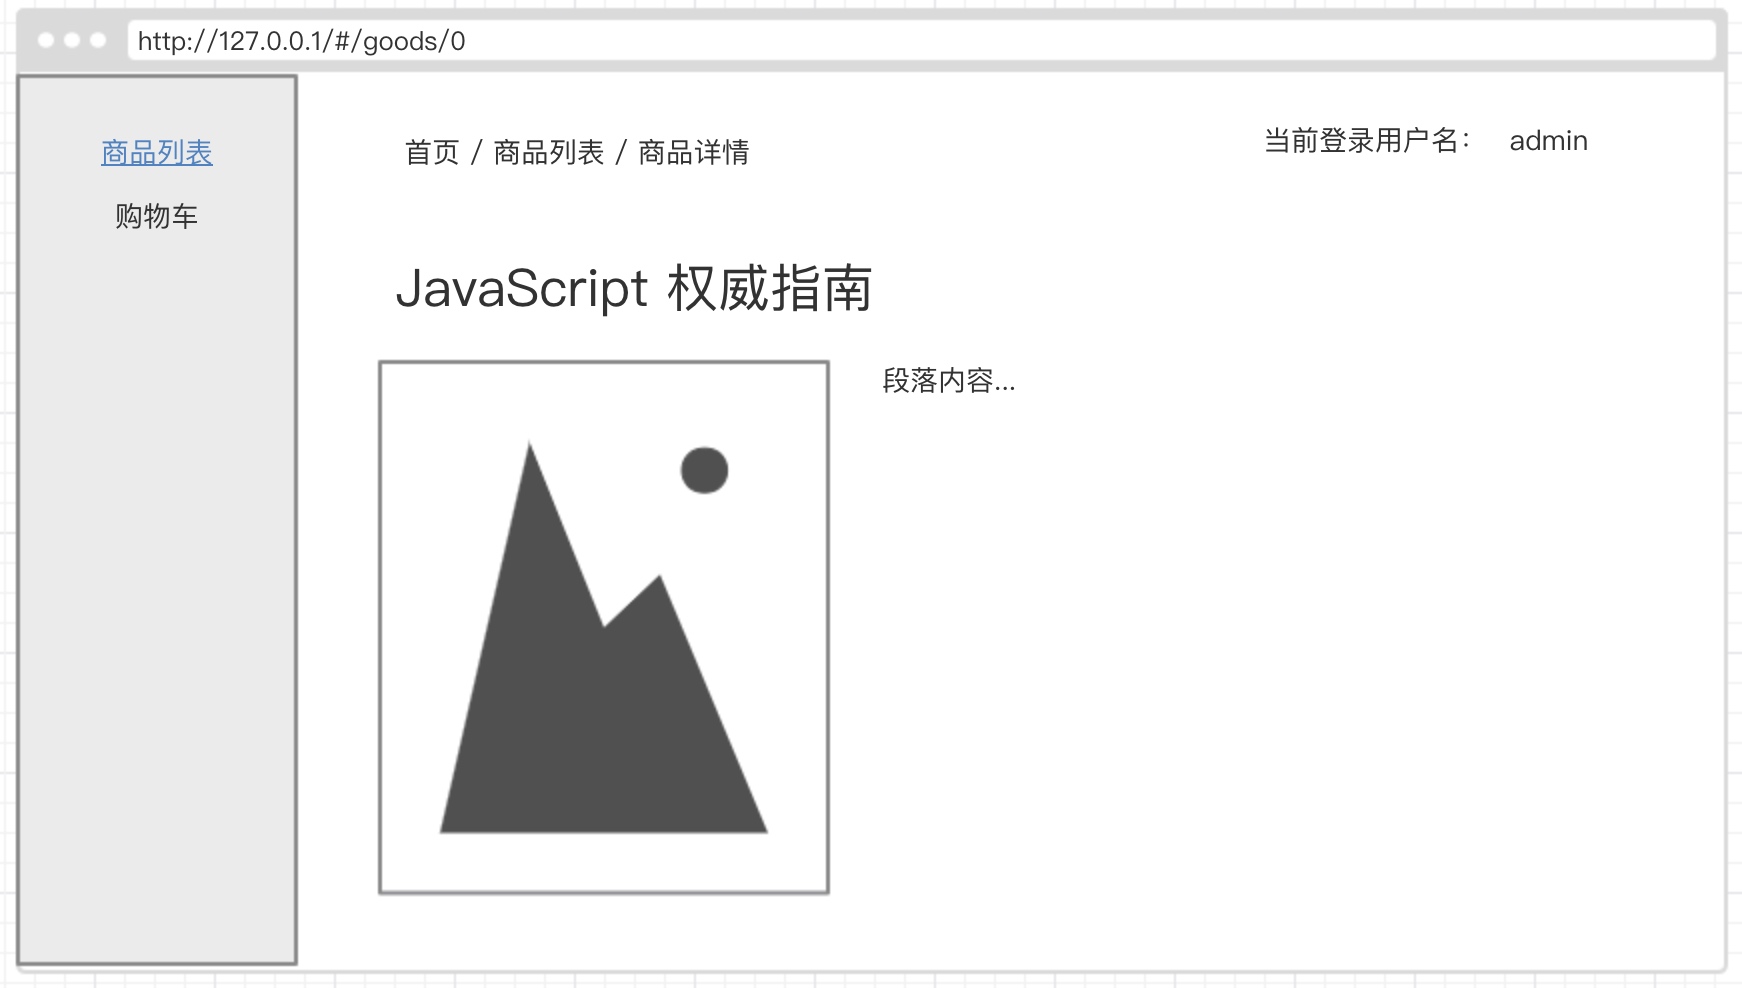 http://127.0.0.1/#/goods/0
商品列表
购物车
首页 / 商品列表 / 商品详情
当前登录用户名： admin
JavaScript 权威指南
段落内容...